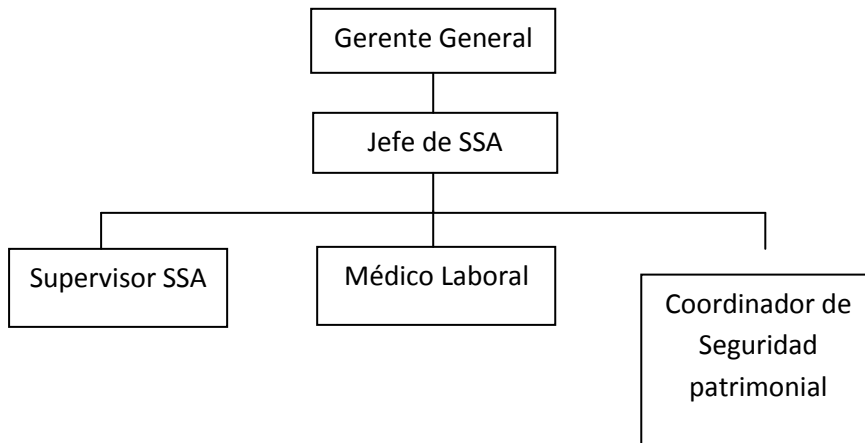 Gerente General
Jefe de SSA
Supervisor SSA
Médico Laboral
Coordinador de
Seguridad
patrimonial